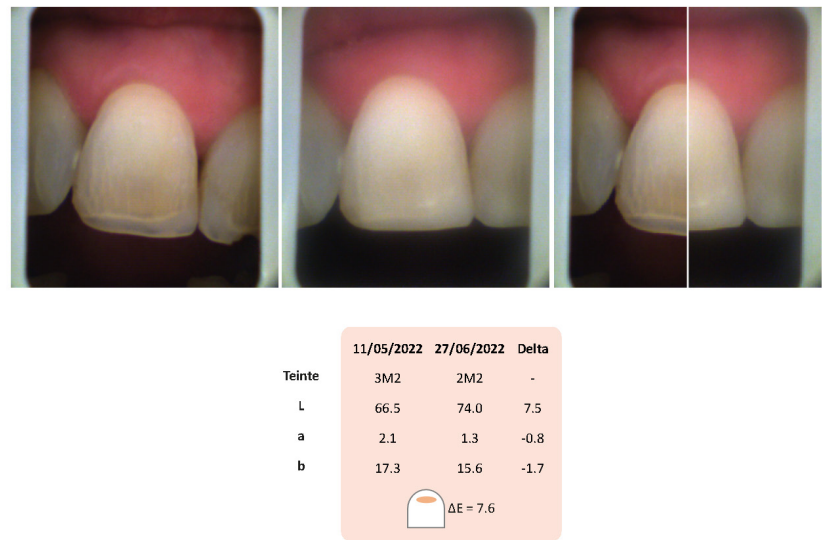 11/05/2022 27/06/2022 Delta
Teinte 3M2 2M2 -
L 66.5 74.0 7.5
a 2.1 1.3 -0.8
b 17.3 15.6 -1.7
ΔE = 7.6